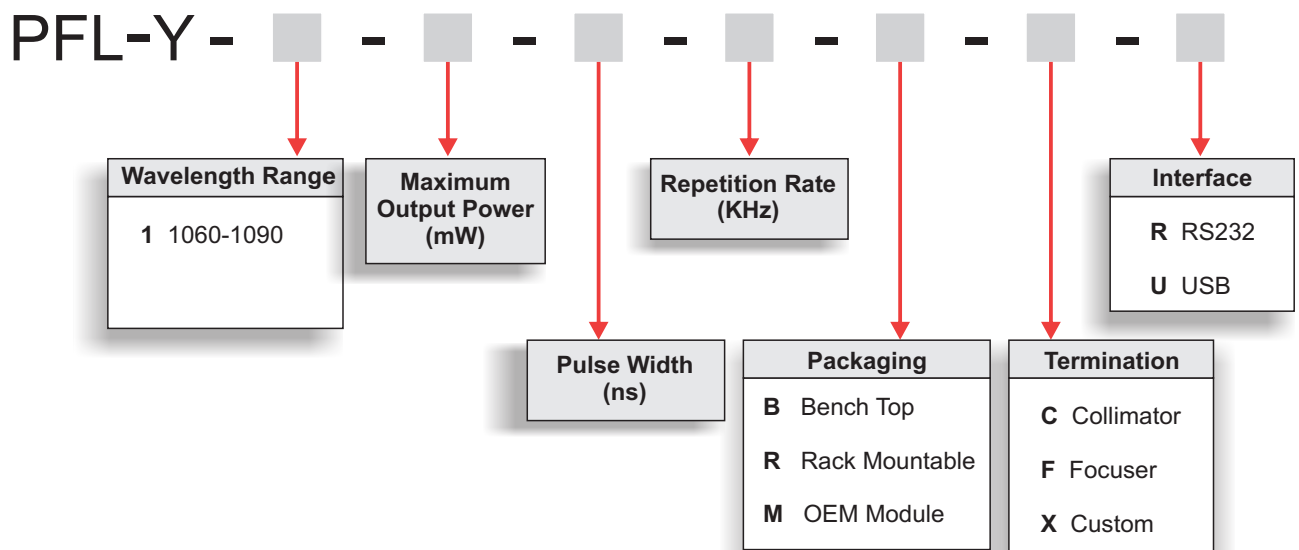 PFL-Y - - - - - - -
Wavelength Range
1 1060-1090
Maximum
Output Power
(mW)
Repetition Rate
(KHz)
Interface
R RS232
U USB
Pulse Width
(ns)
Packaging
B Bench Top
R Rack Mountable
M OEM Module
Termination
C Collimator
F Focuser
X Custom